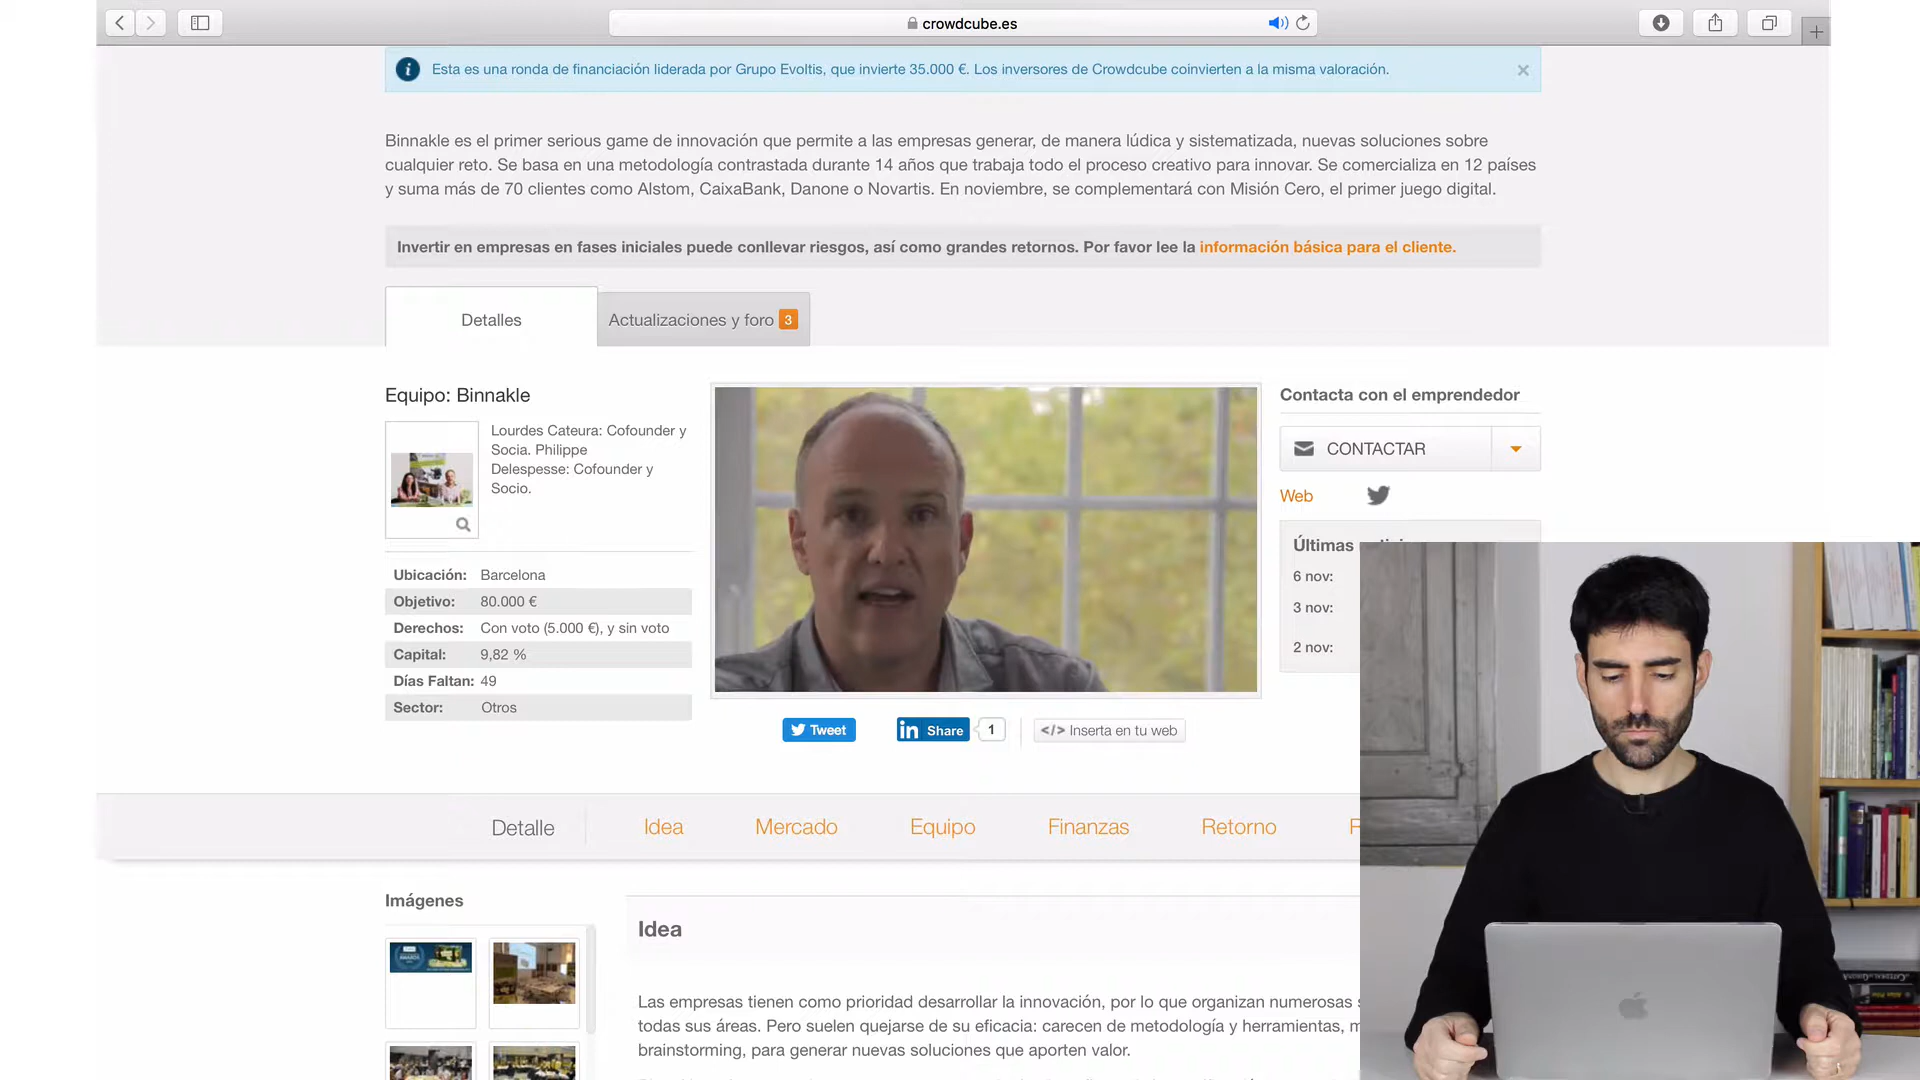 crowdcube.es
Esta es una ronda de financiación liderada por Grupo Evoltis, que invierte 35.000 €. Los inversores de Crowdcube coinvierten a la misma valoración.
Binnakle es el primer serious game de innovación que permite a las empresas generar, de manera lúdica y sistematizada, nuevas soluciones sobre
cualquier reto. Se basa en una metodología contrastada durante 14 años que trabaja todo el proceso creativo para innovar. Se comercializa en 12 países
y suma más de 70 clientes como Alstom, CaixaBank, Danone o Novartis. En noviembre, se complementará con Misión Cero, el primer juego digital.
Invertir en empresas en fases iniciales puede conllevar riesgos, así como grandes retornos. Por favor lee la información básica para el cliente.
Detalles
Actualizaciones y foro 3
Equipo: Binnakle
Lourdes Cateura: Cofounder y
Socia. Philippe
Delespesse: Cofounder y
Socio.
Ubicación: Barcelona
Objetivo: 80.000 €
Derechos: Con voto (5.000 €), y sin voto
Capital: 9,82 %
Días Faltan: 49
Sector: Otros
Tweet
in Share 1
</> Inserta en tu web
Contacta con el emprendedor
CONTACTAR
Web
Últimas
6 nov:
3 nov:
2 nov:
Detalle Idea Mercado Equipo Finanzas Retorno
Imágenes
Idea
Las empresas tienen como prioridad desarrollar la innovación, por lo que organizan numerosas
todas sus áreas. Pero suelen quejarse de su eficacia: carecen de metodología y herramientas,
brainstorming, para generar nuevas soluciones que aporten valor.